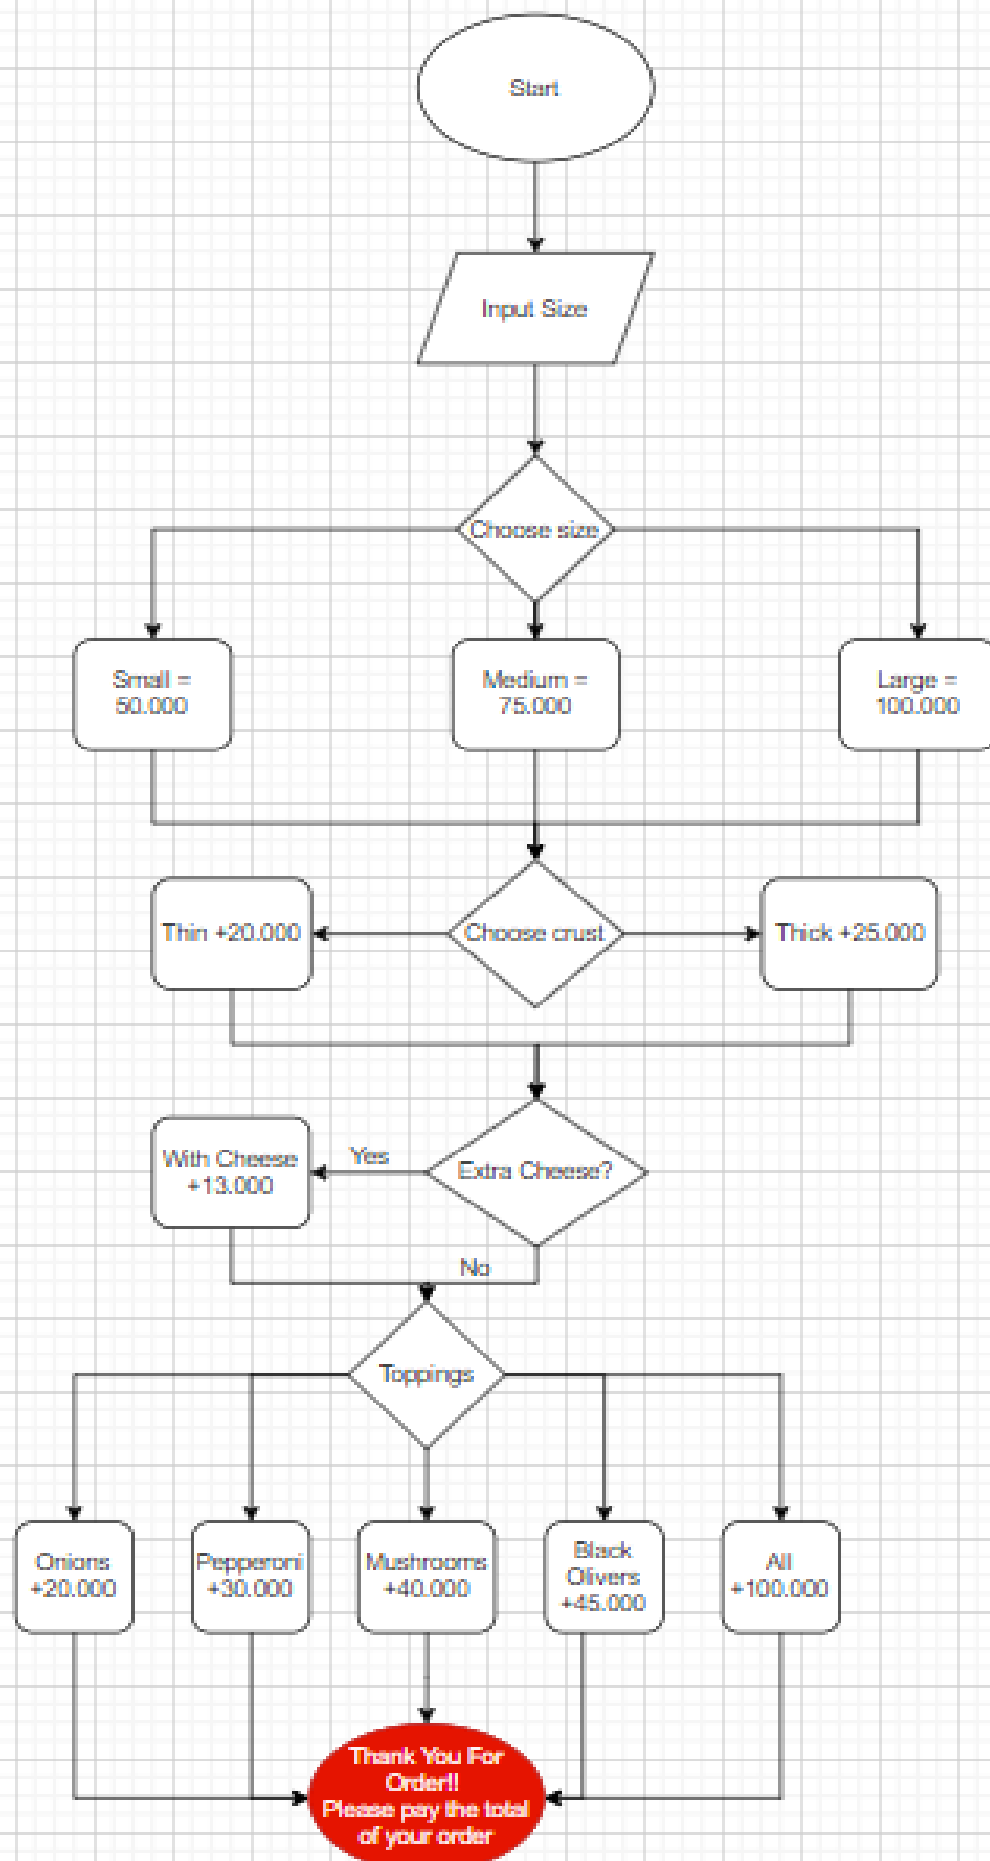 Start
Input Size
Choose size
Small =
50.000
Medium =
75.000
Large =
100.000
Thin +20.000
Choose crust
Thick +25.000
With Cheese
+13.000
Yes
Extra Cheese?
No
Toppings
Onions
+20.000
Pepperoni
+30.000
Mushrooms
+40.000
Black
Olivers
+45.000
All
+100.000
Thank You For
Order!!
Please pay the total
of your order